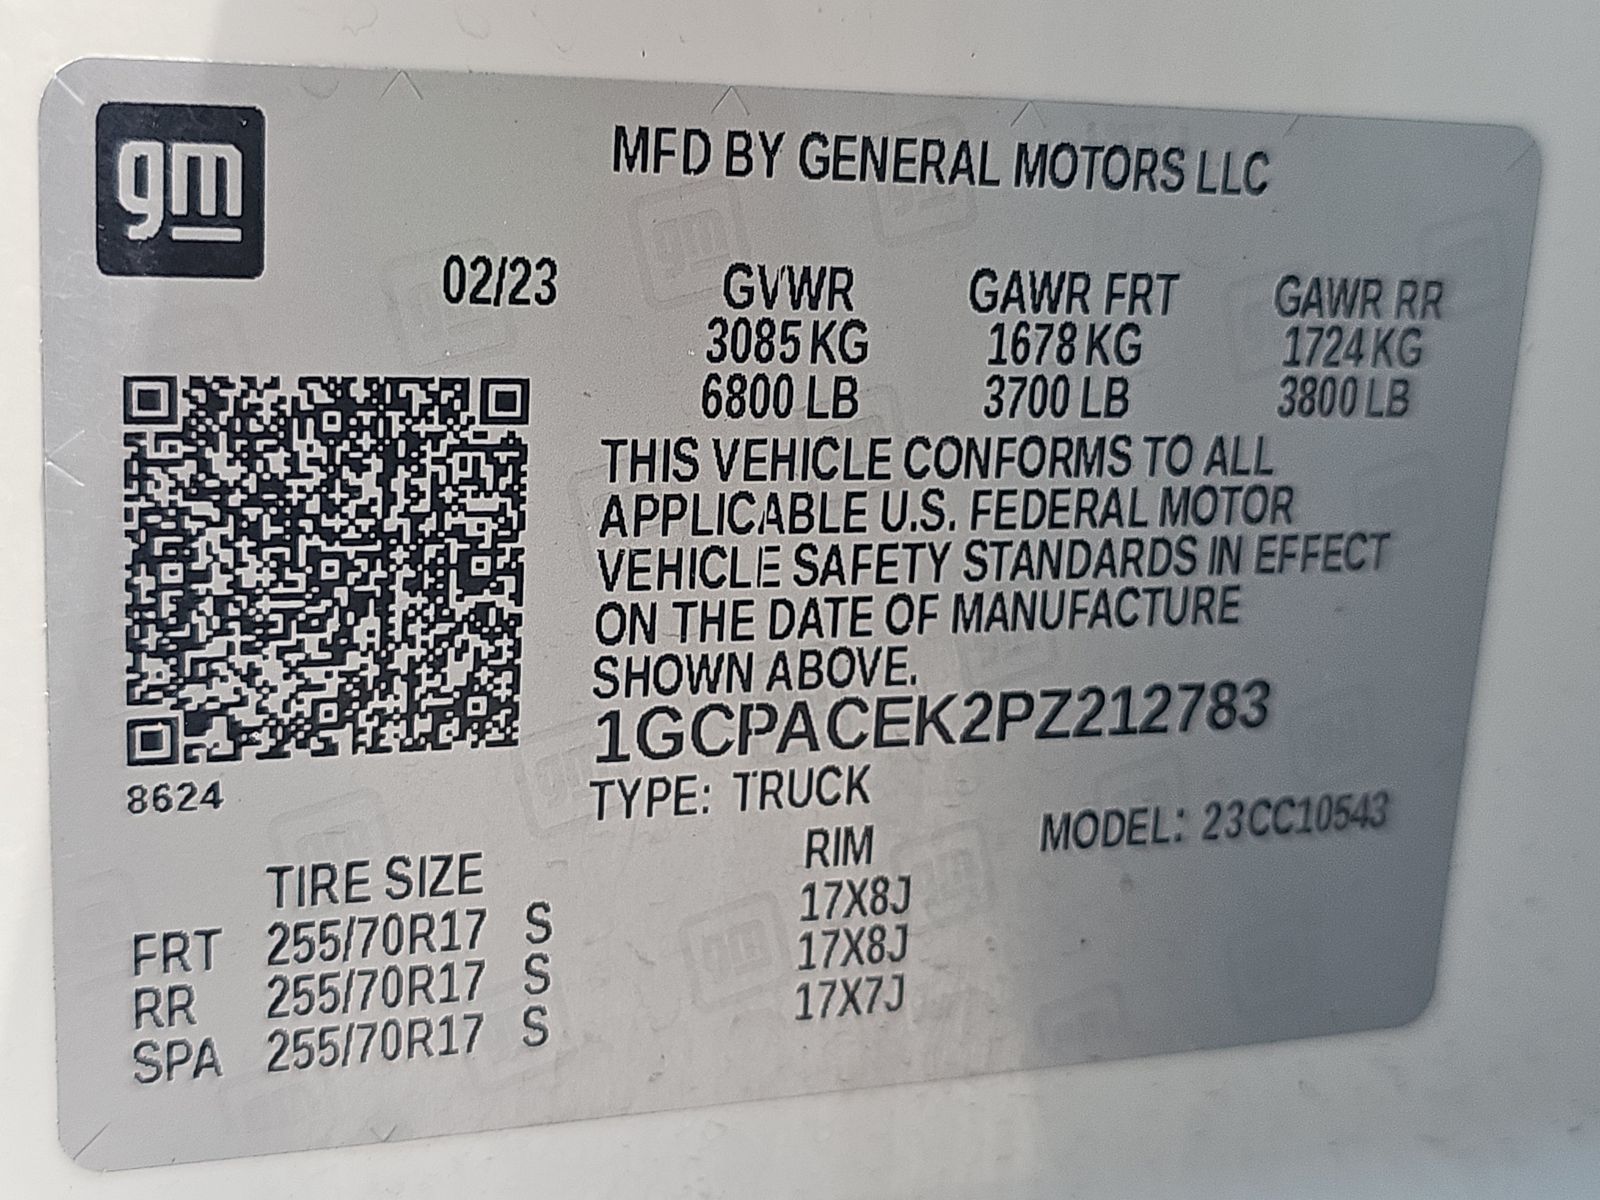 gm
MFD BY GENERAL MOTORS LLC
02/23 GVWR GAWR FRT GAWR RR
3085 KG 1678 KG 1724 KG
6800 LB 3700 LB 3800 LB
THIS VEHICLE CONFORMS TO ALL
APPLICABLE U.S. FEDERAL MOTOR
VEHICLE SAFETY STANDARDS IN EFFECT
ON THE DATE OF MANUFACTURE
SHOWN ABOVE.
1GCPACEK2PZ212783
8624
TYPE: TRUCK MODEL: 23CC10543
TIRE SIZE RIM
FRT 255/70R17 S 17X8J
RR 255/70R17 S 17X8J
SPA 255/70R17 S 17X7J